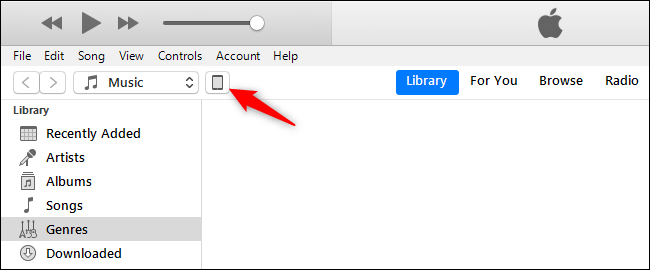 File Edit Song View Controls Account Help
Music Library For You Browse Radio
Library
Recently Added
Artists
Albums
Songs
Genres
Downloaded